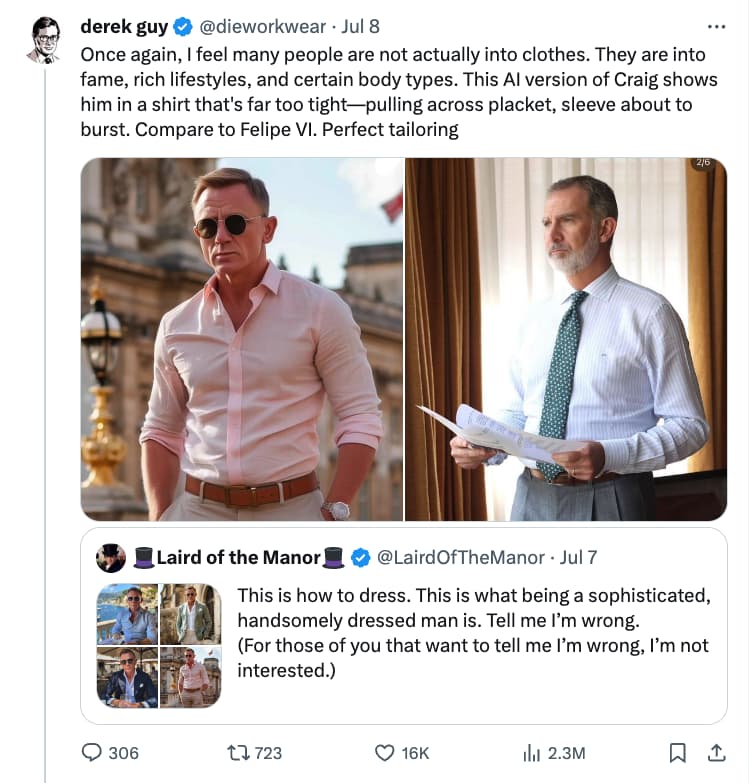 derek guy @dieworkwear · Jul 8
Once again, I feel many people are not actually into clothes. They are into
fame, rich lifestyles, and certain body types. This AI version of Craig shows
him in a shirt that's far too tight—pulling across placket, sleeve about to
burst. Compare to Felipe VI. Perfect tailoring
2/6
🎩Laird of the Manor🎩 @LairdOfTheManor · Jul 7
This is how to dress. This is what being a sophisticated,
handsomely dressed man is. Tell me I'm wrong.
(For those of you that want to tell me I'm wrong, I'm not
interested.)
306 723 16K 2.3M